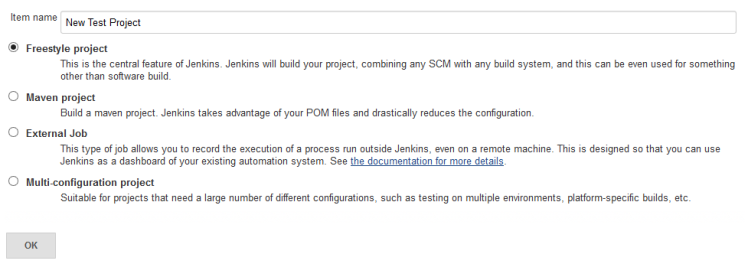 Item name New Test Project
Freestyle project
This is the central feature of Jenkins. Jenkins will build your project, combining any SCM with any build system, and this can be even used for something
other than software build.
Maven project
Build a maven project. Jenkins takes advantage of your POM files and drastically reduces the configuration.
External Job
This type of job allows you to record the execution of a process run outside Jenkins, even on a remote machine. This is designed so that you can use
Jenkins as a dashboard of your existing automation system. See the documentation for more details.
Multi-configuration project
Suitable for projects that need a large number of different configurations, such as testing on multiple environments, platform-specific builds, etc.
OK